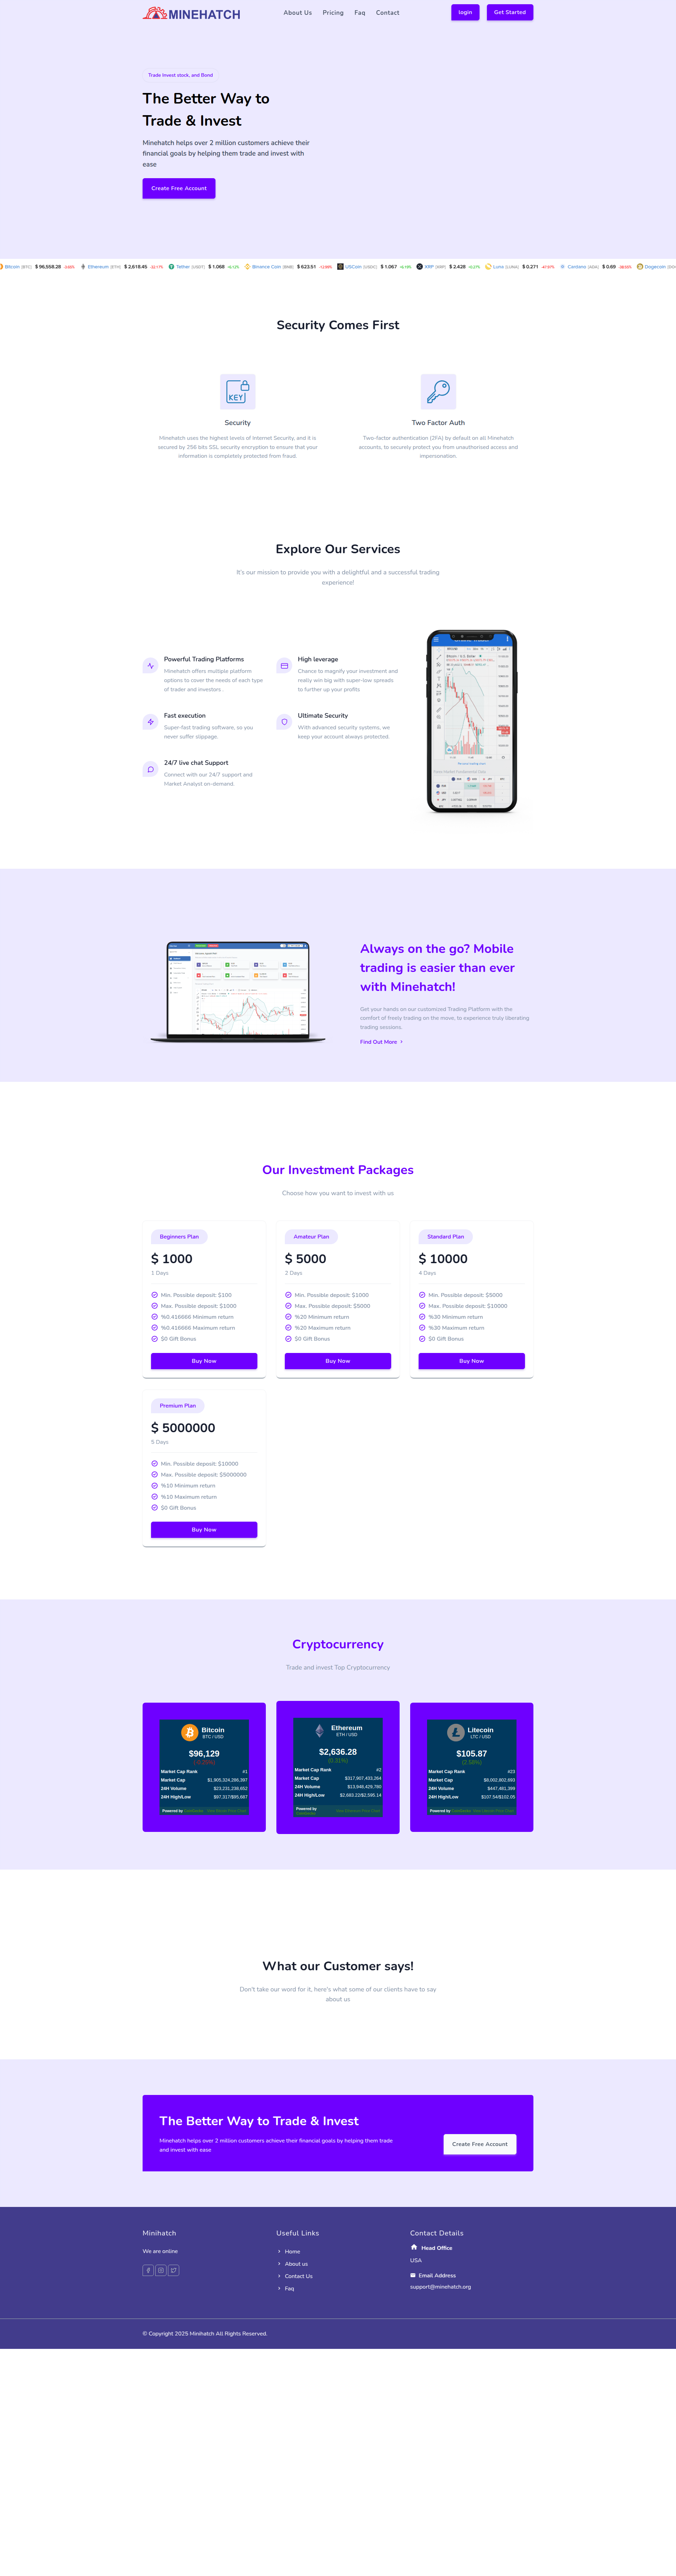 MINEHATCH
About Us
Pricing
Faq
Contact
login
Get Started
Trade Invest stock, and Bond
The Better Way to
Trade & Invest
Minehatch helps over 2 million customers achieve their
financial goals by helping them trade and invest with
ease
Create Free Account
Bitcoin (BTC) $ 96,558.28
Ethereum (ETH) $ 2,618.45
Tether (USDT) $ 1.068
Binance Coin (BNB) $ 623.51
USCoin (USDC) $ 1.067
XRP (XRP) $ 2.428
Luna (LUNA) $ 0.271
Cardano (ADA) $ 0.69
Dogecoin
Security Comes First
KEY
Security
Minehatch uses the highest levels of Internet Security, and it is
secured by 256 bits SSL security encryption to ensure that your
information is completely protected from fraud.
Two Factor Auth
Two-factor authentication (2FA) by default on all Minehatch
accounts, to securely protect you from unauthorised access and
impersonation.
Explore Our Services
It's our mission to provide you with a delightful and a successful trading
experience!
Powerful Trading Platforms
Minehatch offers multiple platform
options to cover the needs of each type
of trader and investors .
High leverage
Chance to magnify your investment and
really win big with super-low spreads
to further up your profits
Fast execution
Super-fast trading software, so you
never suffer slippage.
Ultimate Security
With advanced security systems, we
keep your account always protected.
24/7 live chat Support
Connect with our 24/7 support and
Market Analyst on-demand.
Always on the go? Mobile
trading is easier than ever
with Minehatch!
Get your hands on our customized Trading Platform with the
comfort of freely trading on the move, to experience truly liberating
trading sessions.
Find Out More
Our Investment Packages
Choose how you want to invest with us
Beginners Plan
$ 1000
1 Days
Min. Possible deposit: $100
Max. Possible deposit: $1000
%0.416666 Minimum return
%0.416666 Maximum return
$0 Gift Bonus
Buy Now
Amateur Plan
$ 5000
2 Days
Min. Possible deposit: $1000
Max. Possible deposit: $5000
%20 Minimum return
%20 Maximum return
$0 Gift Bonus
Buy Now
Standard Plan
$ 10000
4 Days
Min. Possible deposit: $5000
Max. Possible deposit: $10000
%30 Minimum return
%30 Maximum return
$0 Gift Bonus
Buy Now
Premium Plan
$ 5000000
5 Days
Min. Possible deposit: $10000
Max. Possible deposit: $5000000
%10 Minimum return
%10 Maximum return
$0 Gift Bonus
Buy Now
Cryptocurrency
Trade and invest Top Cryptocurrency
Bitcoin
BTC / USD
$96,129
Market Cap Rank #1
Market Cap $1,905,324,286,397
24H Volume $23,231,238,652
24H High/Low $97,317/$95,667
Powered by
Ethereum
ETH / USD
$2,636.28
Market Cap Rank #2
Market Cap $317,907,433,264
24H Volume $13,948,429,780
24H High/Low $2,683.22/$2,595.14
Powered by
Litecoin
LTC / USD
$105.87
Market Cap Rank #23
Market Cap $8,002,802,693
24H Volume $447,481,399
24H High/Low $107.54/$102.05
Powered by
What our Customer says!
Don't take our word for it, here's what some of our clients have to say
about us
The Better Way to Trade & Invest
Minehatch helps over 2 million customers achieve their financial goals by helping them trade
and invest with ease
Create Free Account
Minihatch
We are online
Useful Links
Home
About us
Contact Us
Faq
Contact Details
Head Office
USA
Email Address
support@minehatch.org
© Copyright 2025 Minihatch All Rights Reserved.